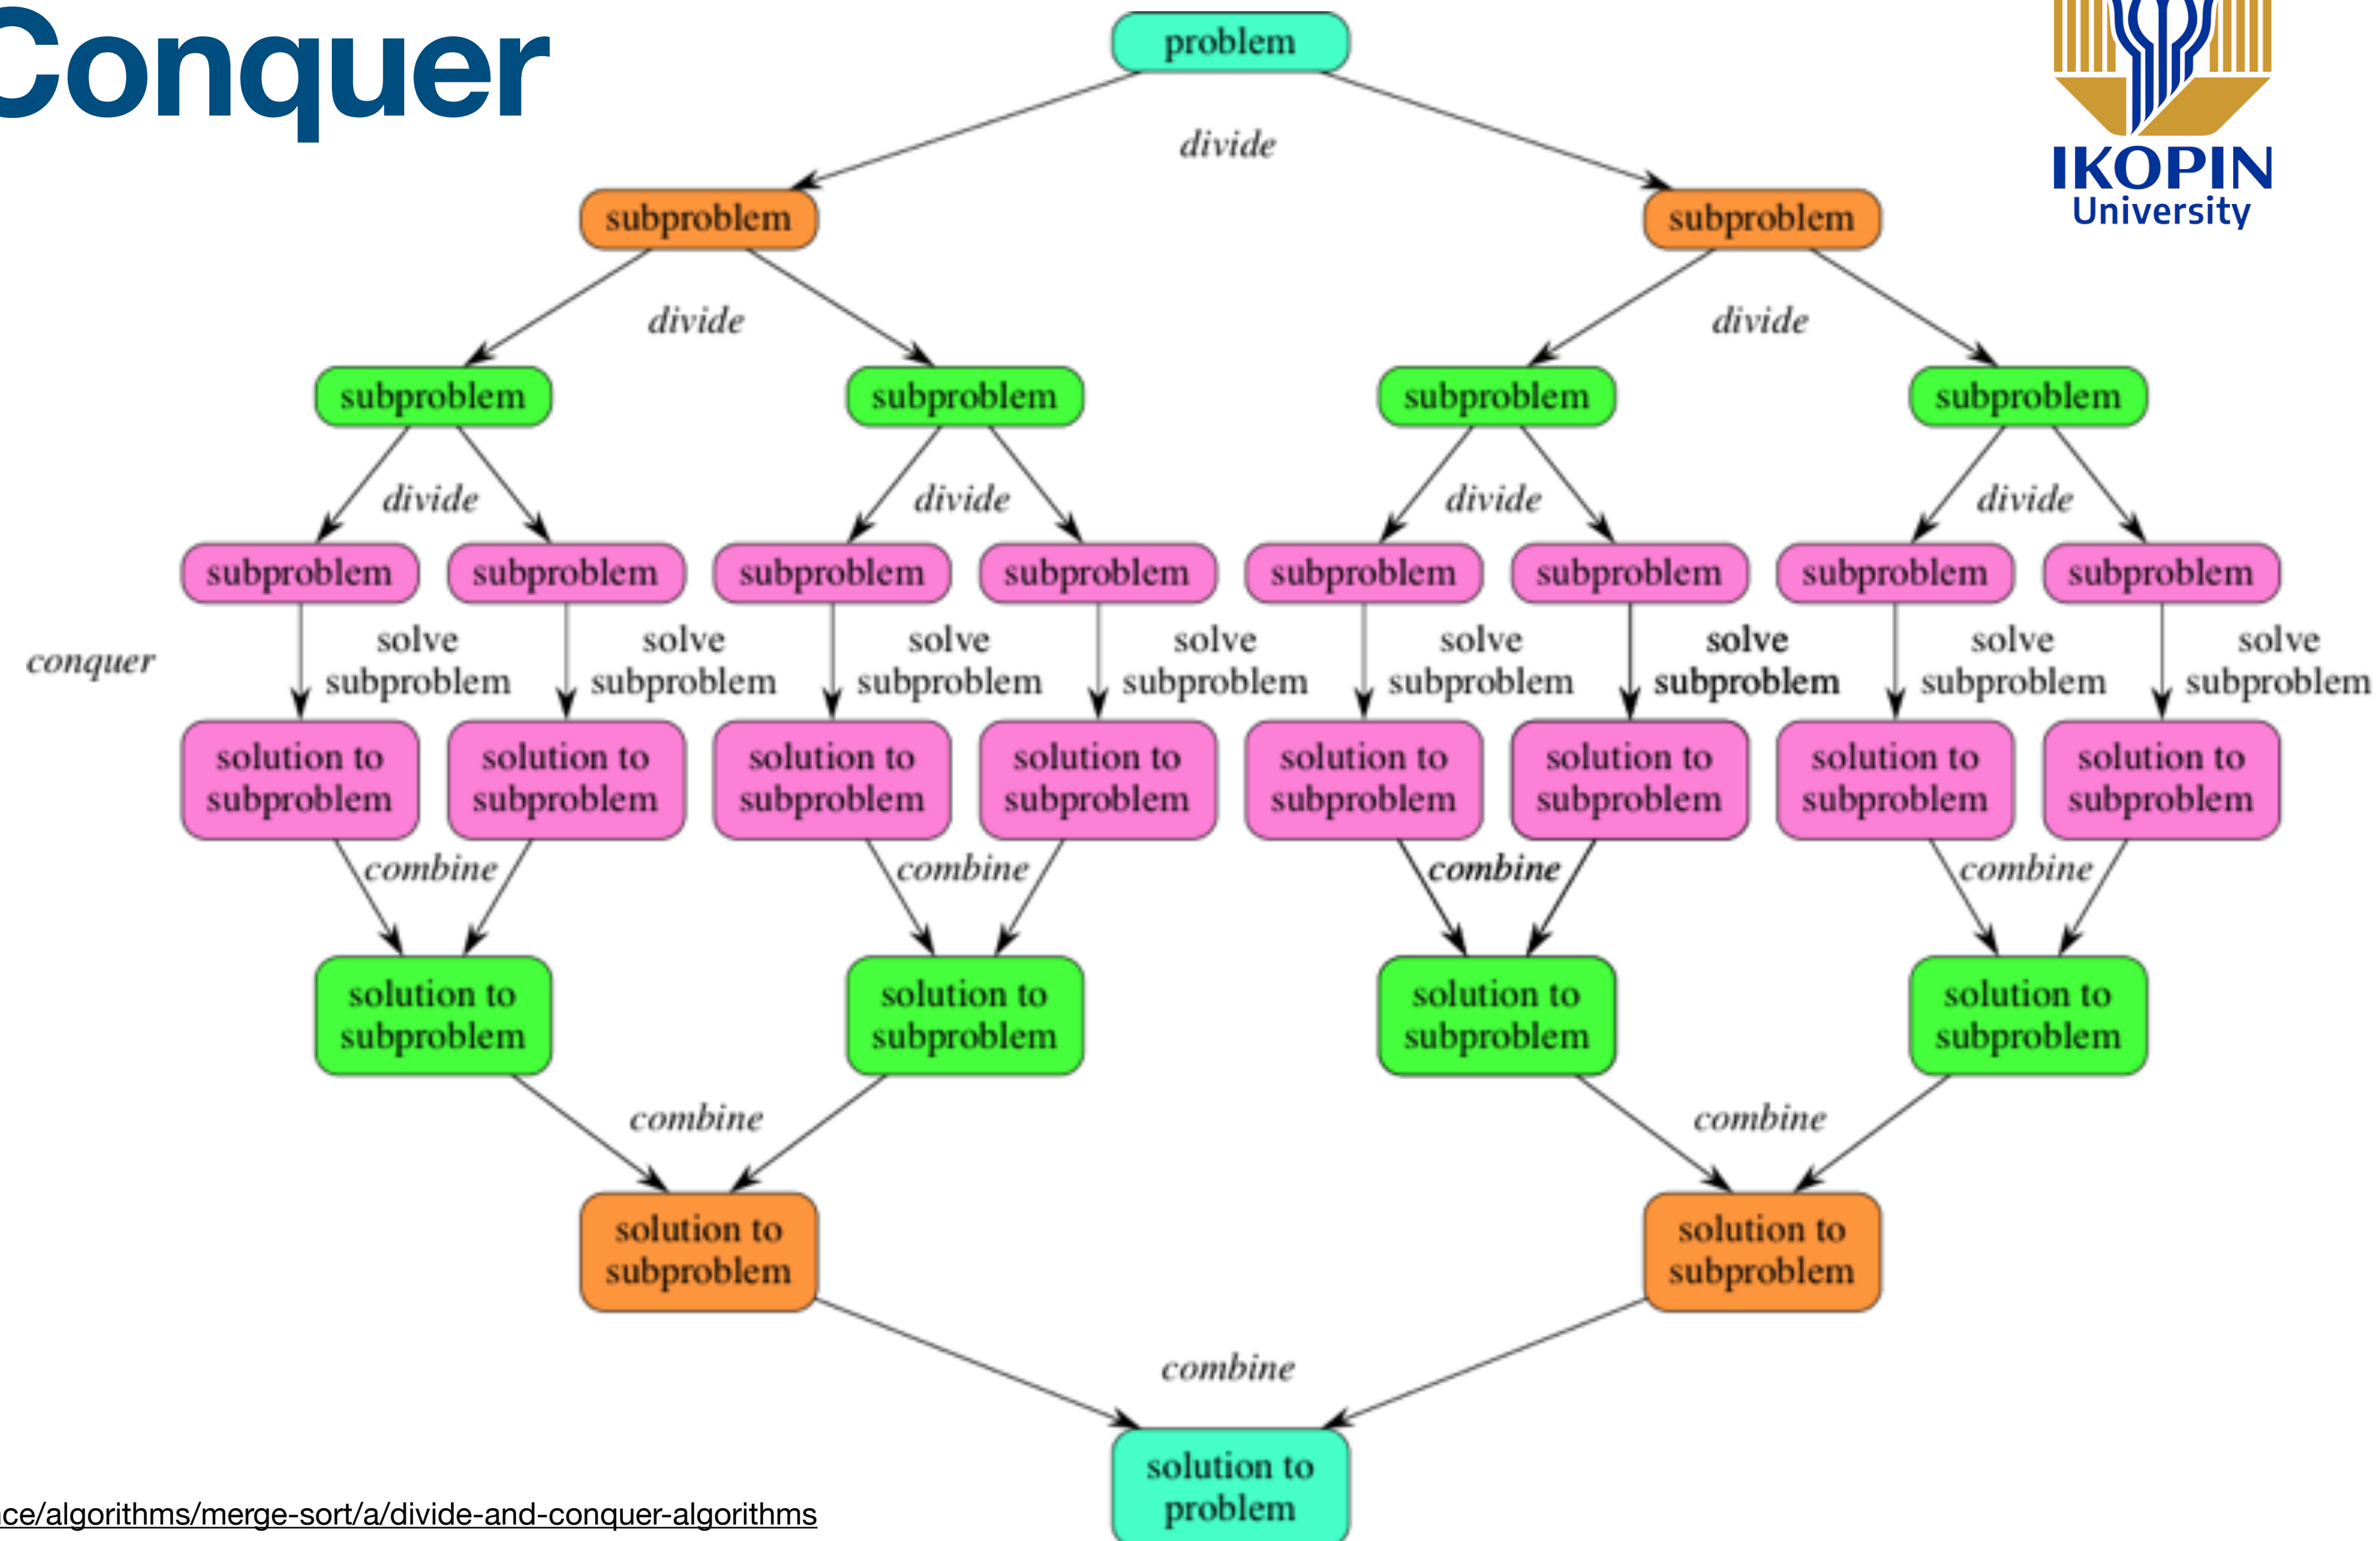 Conquer
problem
IKOPIN
University
divide
subproblem subproblem
divide divide
subproblem subproblem subproblem subproblem
divide divide divide divide
subproblem subproblem subproblem subproblem subproblem subproblem subproblem subproblem
conquer
solve solve solve solve solve solve solve solve
subproblem subproblem subproblem subproblem subproblem subproblem subproblem subproblem
solution to solution to solution to solution to solution to solution to solution to solution to
subproblem subproblem subproblem subproblem subproblem subproblem subproblem subproblem
combine combine combine combine
solution to solution to solution to solution to
subproblem subproblem subproblem subproblem
combine combine
solution to solution to
subproblem subproblem
combine
solution to
problem
ce/algorithms/merge-sort/a/divide-and-conquer-algorithms